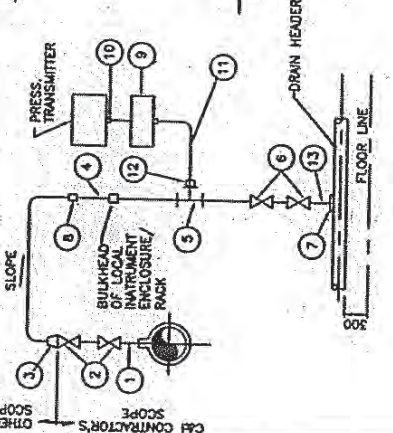 PRESS.
TRANSMITTER
10
9
11
12
DRAIN HEADER
SLOPE
8
4
BULKHEAD
OF LOCAL
INSTRUMENT
ENCLOSURE/
RACK
5
6
13
7
FLOOR LINE
500
3
2
1
OTHER
SCOPE
C&I CONTRACTOR'S
SCOPE